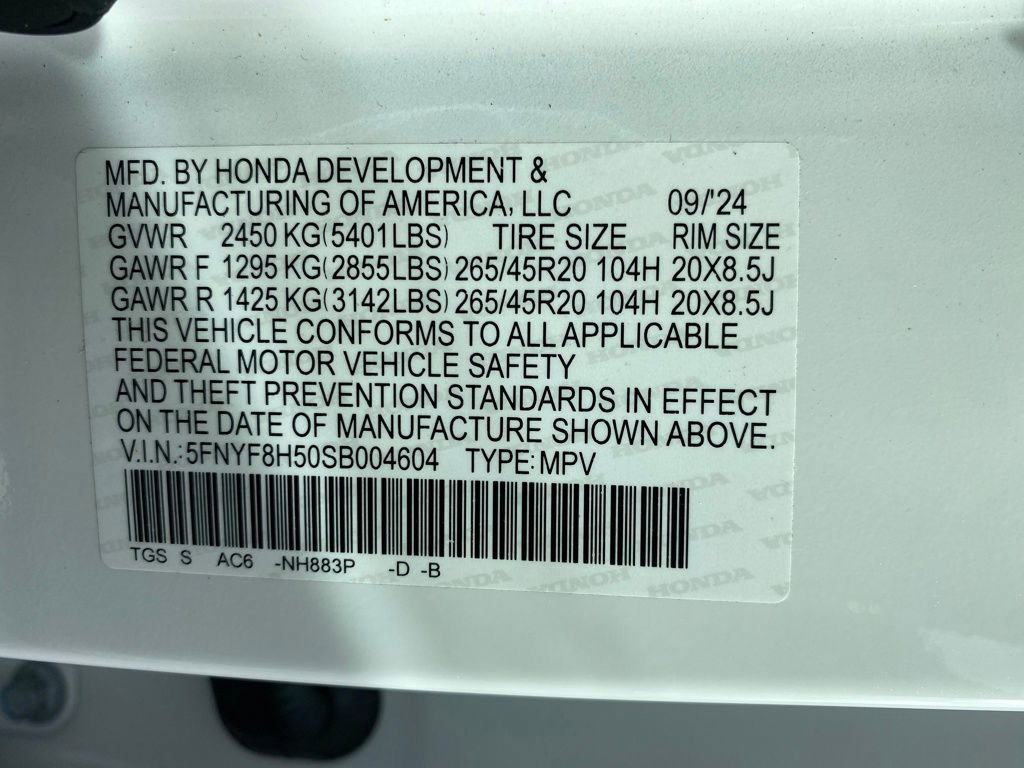 MFD. BY HONDA DEVELOPMENT &
MANUFACTURING OF AMERICA, LLC 09/'24
GVWR 2450 KG(5401LBS) TIRE SIZE RIM SIZE
GAWR F 1295 KG(2855LBS) 265/45R20 104H 20X8.5J
GAWR R 1425 KG(3142LBS) 265/45R20 104H 20X8.5J
THIS VEHICLE CONFORMS TO ALL APPLICABLE
FEDERAL MOTOR VEHICLE SAFETY
AND THEFT PREVENTION STANDARDS IN EFFECT
ON THE DATE OF MANUFACTURE SHOWN ABOVE.
V.I.N.:5FNYF8H50SB004604 TYPE:MPV
TGS S AC6 -NH883P -D -B